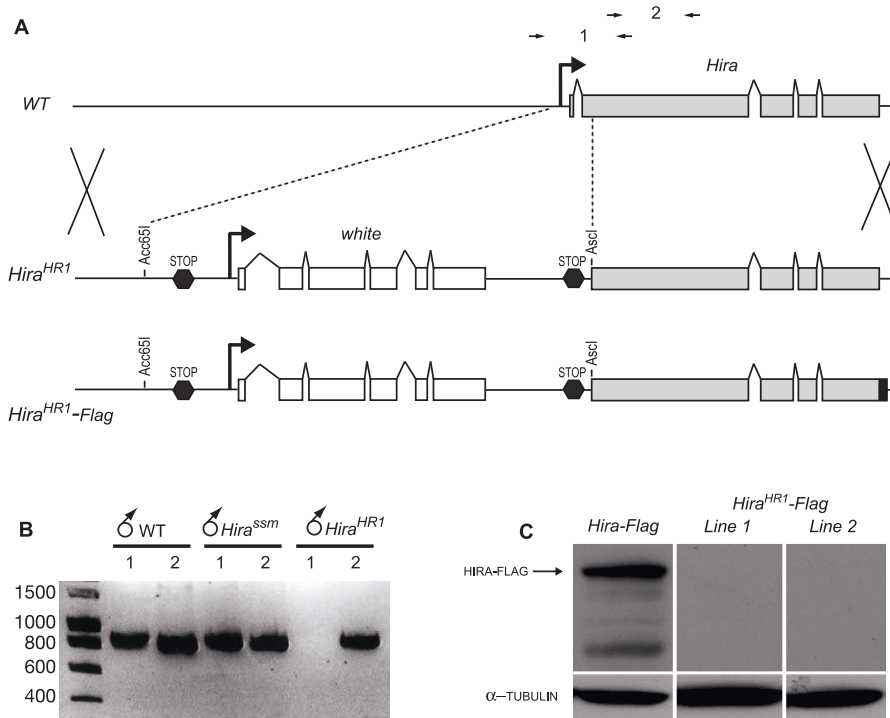 A
1
2
Hira
WT
Acc65I
STOP
white
STOP
AscI
Hira^HR1
Acc65I
STOP
STOP
AscI
Hira^HR1-Flag
B
♂ WT
♂ Hira^ssm
♂ Hira^HR1
1 2 1 2 1 2
1500
1000
800
600
400
C
Hira^HR1-Flag
Hira-Flag Line 1 Line 2
HIRA-FLAG
α–TUBULIN